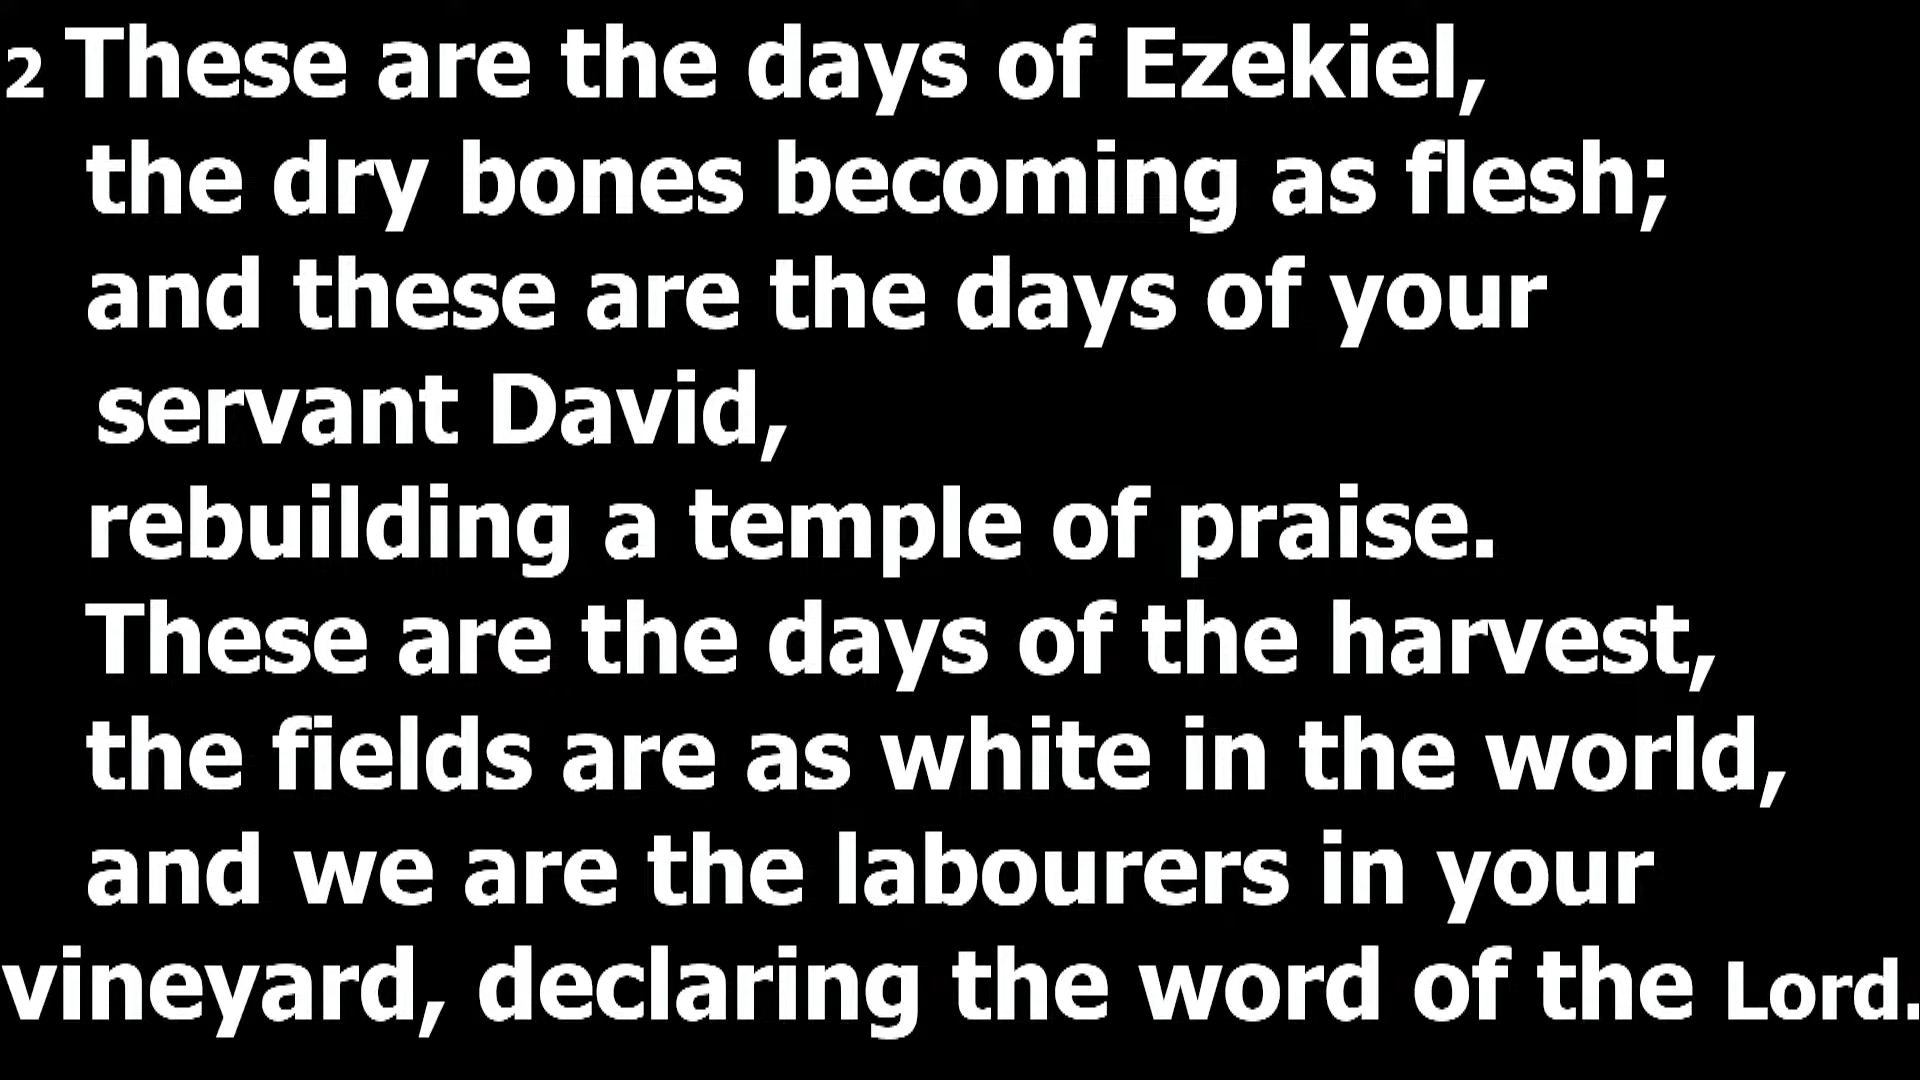 2 These are the days of Ezekiel,
the dry bones becoming as flesh;
and these are the days of your
servant David,
rebuilding a temple of praise.
These are the days of the harvest,
the fields are as white in the world,
and we are the labourers in your
vineyard, declaring the word of the Lord.